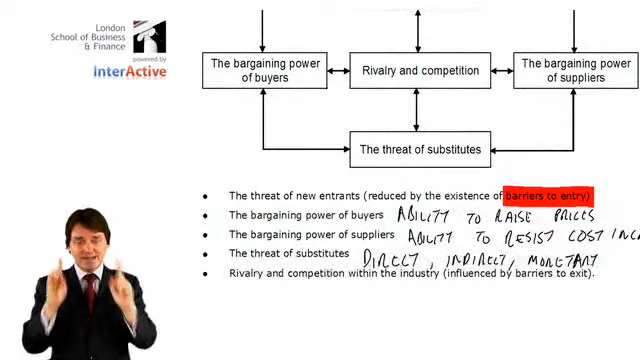 London
School of Business
& Finance
powered by
InterActive
The bargaining power of buyers
Rivalry and competition
The bargaining power of suppliers
The threat of substitutes
• The threat of new entrants (reduced by the existence of barriers to entry)
• The bargaining power of buyers ABILITY TO RAISE PRICES
• The bargaining power of suppliers ABILITY TO RESIST COST INC
• The threat of substitutes DIRECT, INDIRECT, MONETARY
• Rivalry and competition within the industry (influenced by barriers to exit).